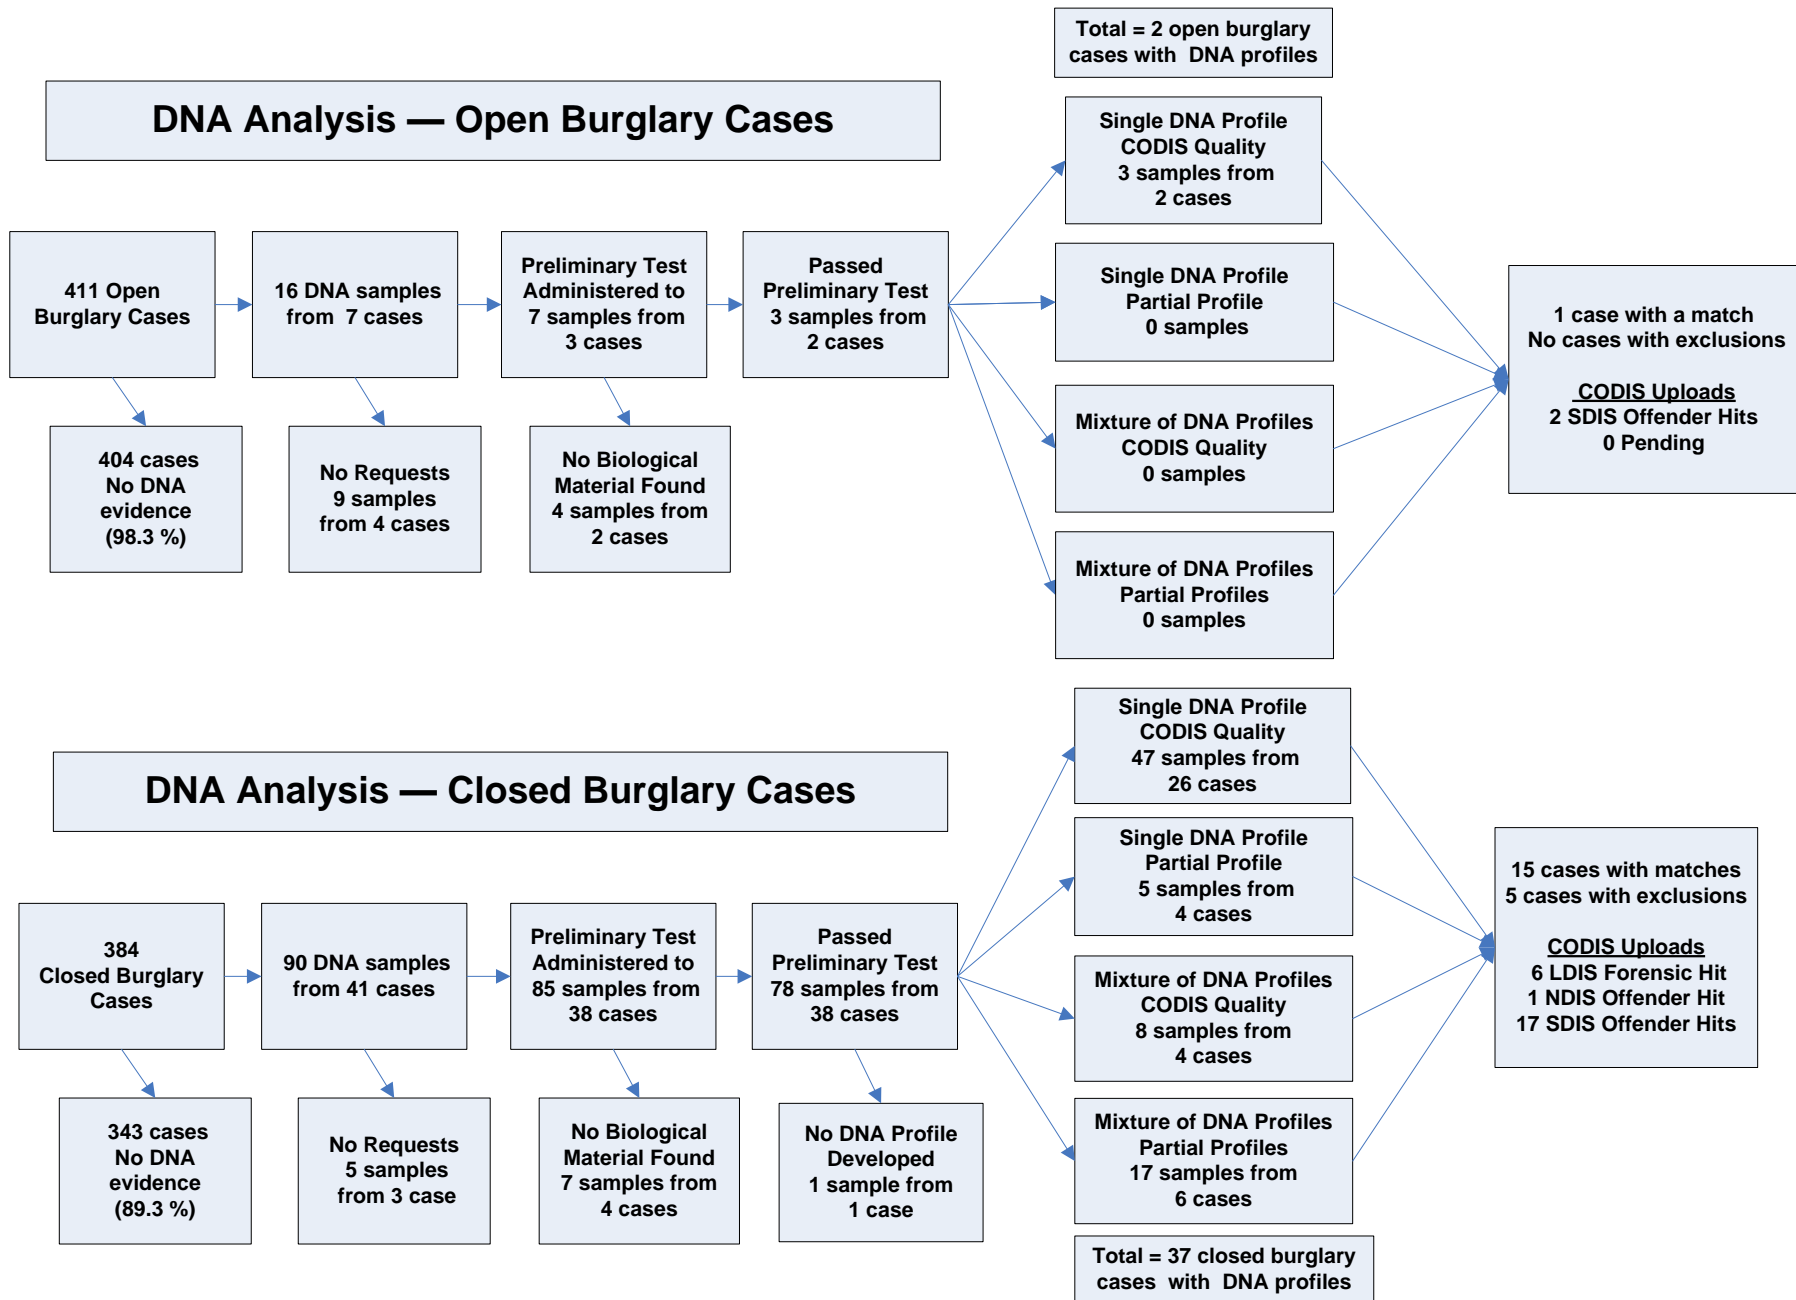 Total = 2 open burglary
cases with DNA profiles
DNA Analysis — Open Burglary Cases
411 Open
Burglary Cases
16 DNA samples
from 7 cases
Preliminary Test
Administered to
7 samples from
3 cases
Passed
Preliminary Test
3 samples from
2 cases
Single DNA Profile
CODIS Quality
3 samples from
2 cases
Single DNA Profile
Partial Profile
0 samples
Mixture of DNA Profiles
CODIS Quality
0 samples
Mixture of DNA Profiles
Partial Profiles
0 samples
1 case with a match
No cases with exclusions
CODIS Uploads
2 SDIS Offender Hits
0 Pending
404 cases
No DNA
evidence
(98.3 %)
No Requests
9 samples
from 4 cases
No Biological
Material Found
4 samples from
2 cases
DNA Analysis — Closed Burglary Cases
384
Closed Burglary
Cases
90 DNA samples
from 41 cases
Preliminary Test
Administered to
85 samples from
38 cases
Passed
Preliminary Test
78 samples from
38 cases
Single DNA Profile
CODIS Quality
47 samples from
26 cases
Single DNA Profile
Partial Profile
5 samples from
4 cases
Mixture of DNA Profiles
CODIS Quality
8 samples from
4 cases
Mixture of DNA Profiles
Partial Profiles
17 samples from
6 cases
15 cases with matches
5 cases with exclusions
CODIS Uploads
6 LDIS Forensic Hit
1 NDIS Offender Hit
17 SDIS Offender Hits
343 cases
No DNA
evidence
(89.3 %)
No Requests
5 samples
from 3 case
No Biological
Material Found
7 samples from
4 cases
No DNA Profile
Developed
1 sample from
1 case
Total = 37 closed burglary
cases with DNA profiles